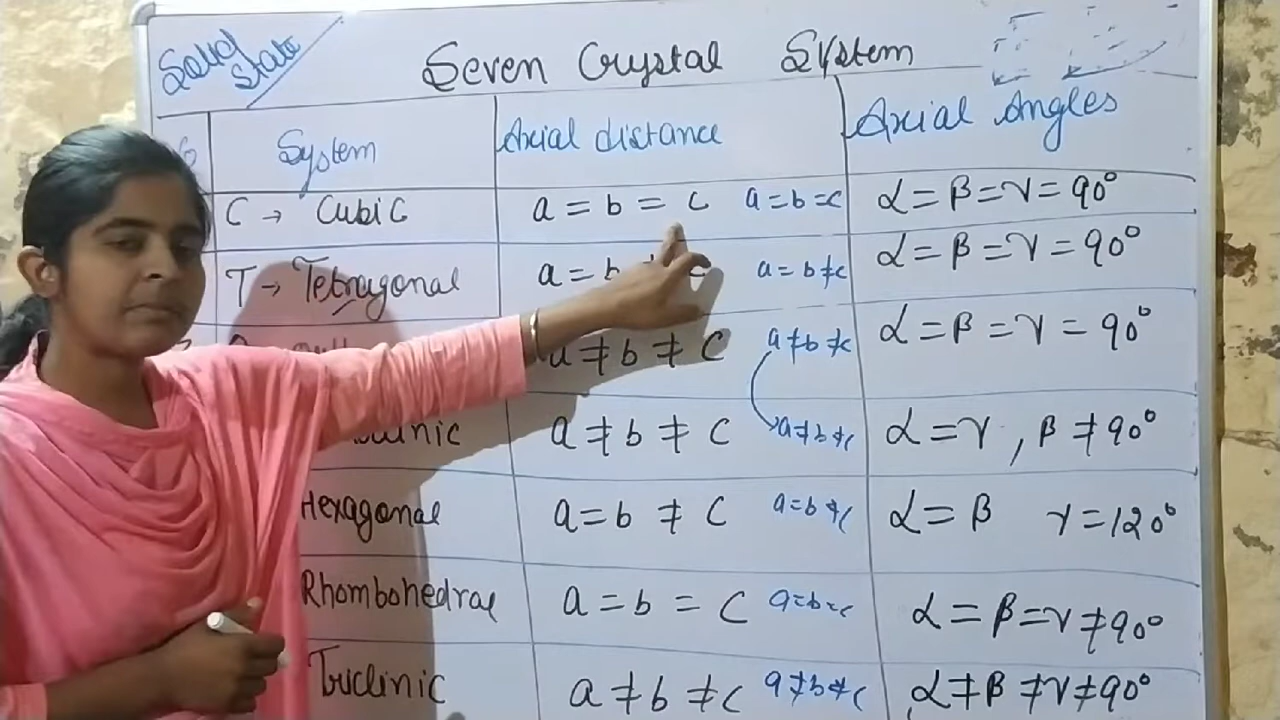 Solid State
Seven Crystal System
System Axial distance Axial Angles
C → Cubic a = b = c a = b = c α = β = γ = 90°
T → Tetragonal a = b a = b ≠ c α = β = γ = 90°
a ≠ b ≠ c a ≠ b ≠ c α = β = γ = 90°
a ≠ b ≠ c a ≠ b ≠ c α = γ , β ≠ 90°
Hexagonal a = b ≠ c a = b ≠ c α = β γ = 120°
Rhombohedral a = b = c a = b = c α = β = γ ≠ 90°
Triclinic a ≠ b ≠ c a ≠ b ≠ c α ≠ β ≠ γ ≠ 90°